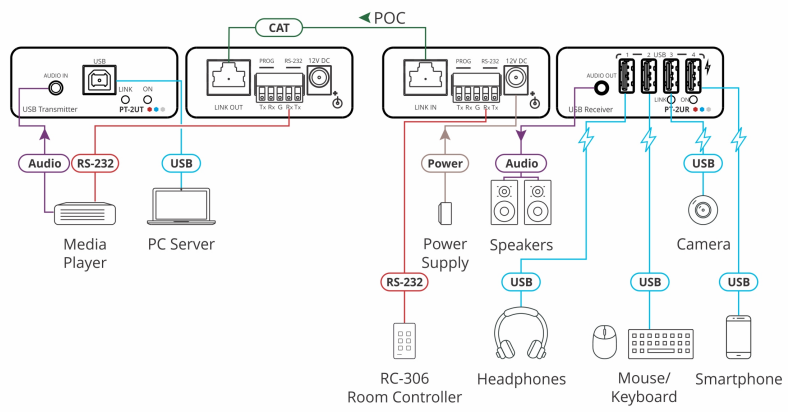 POC
CAT
USB
AUDIO IN
LINK
ON
USB Transmitter
PT-2UT
PROG
RS-232
12V DC
LINK OUT
Tx Rx G Rx Tx
PROG
RS-232
12V DC
LINK IN
Tx Rx G Rx Tx
1
2
USB
3
4
AUDIO OUT
LINK
ON
USB Receiver
PT-2UR
Audio
RS-232
USB
Power
Audio
USB
Media
Player
PC Server
Power
Supply
Speakers
Camera
RS-232
USB
USB
USB
RC-306
Room Controller
Headphones
Mouse/
Keyboard
Smartphone